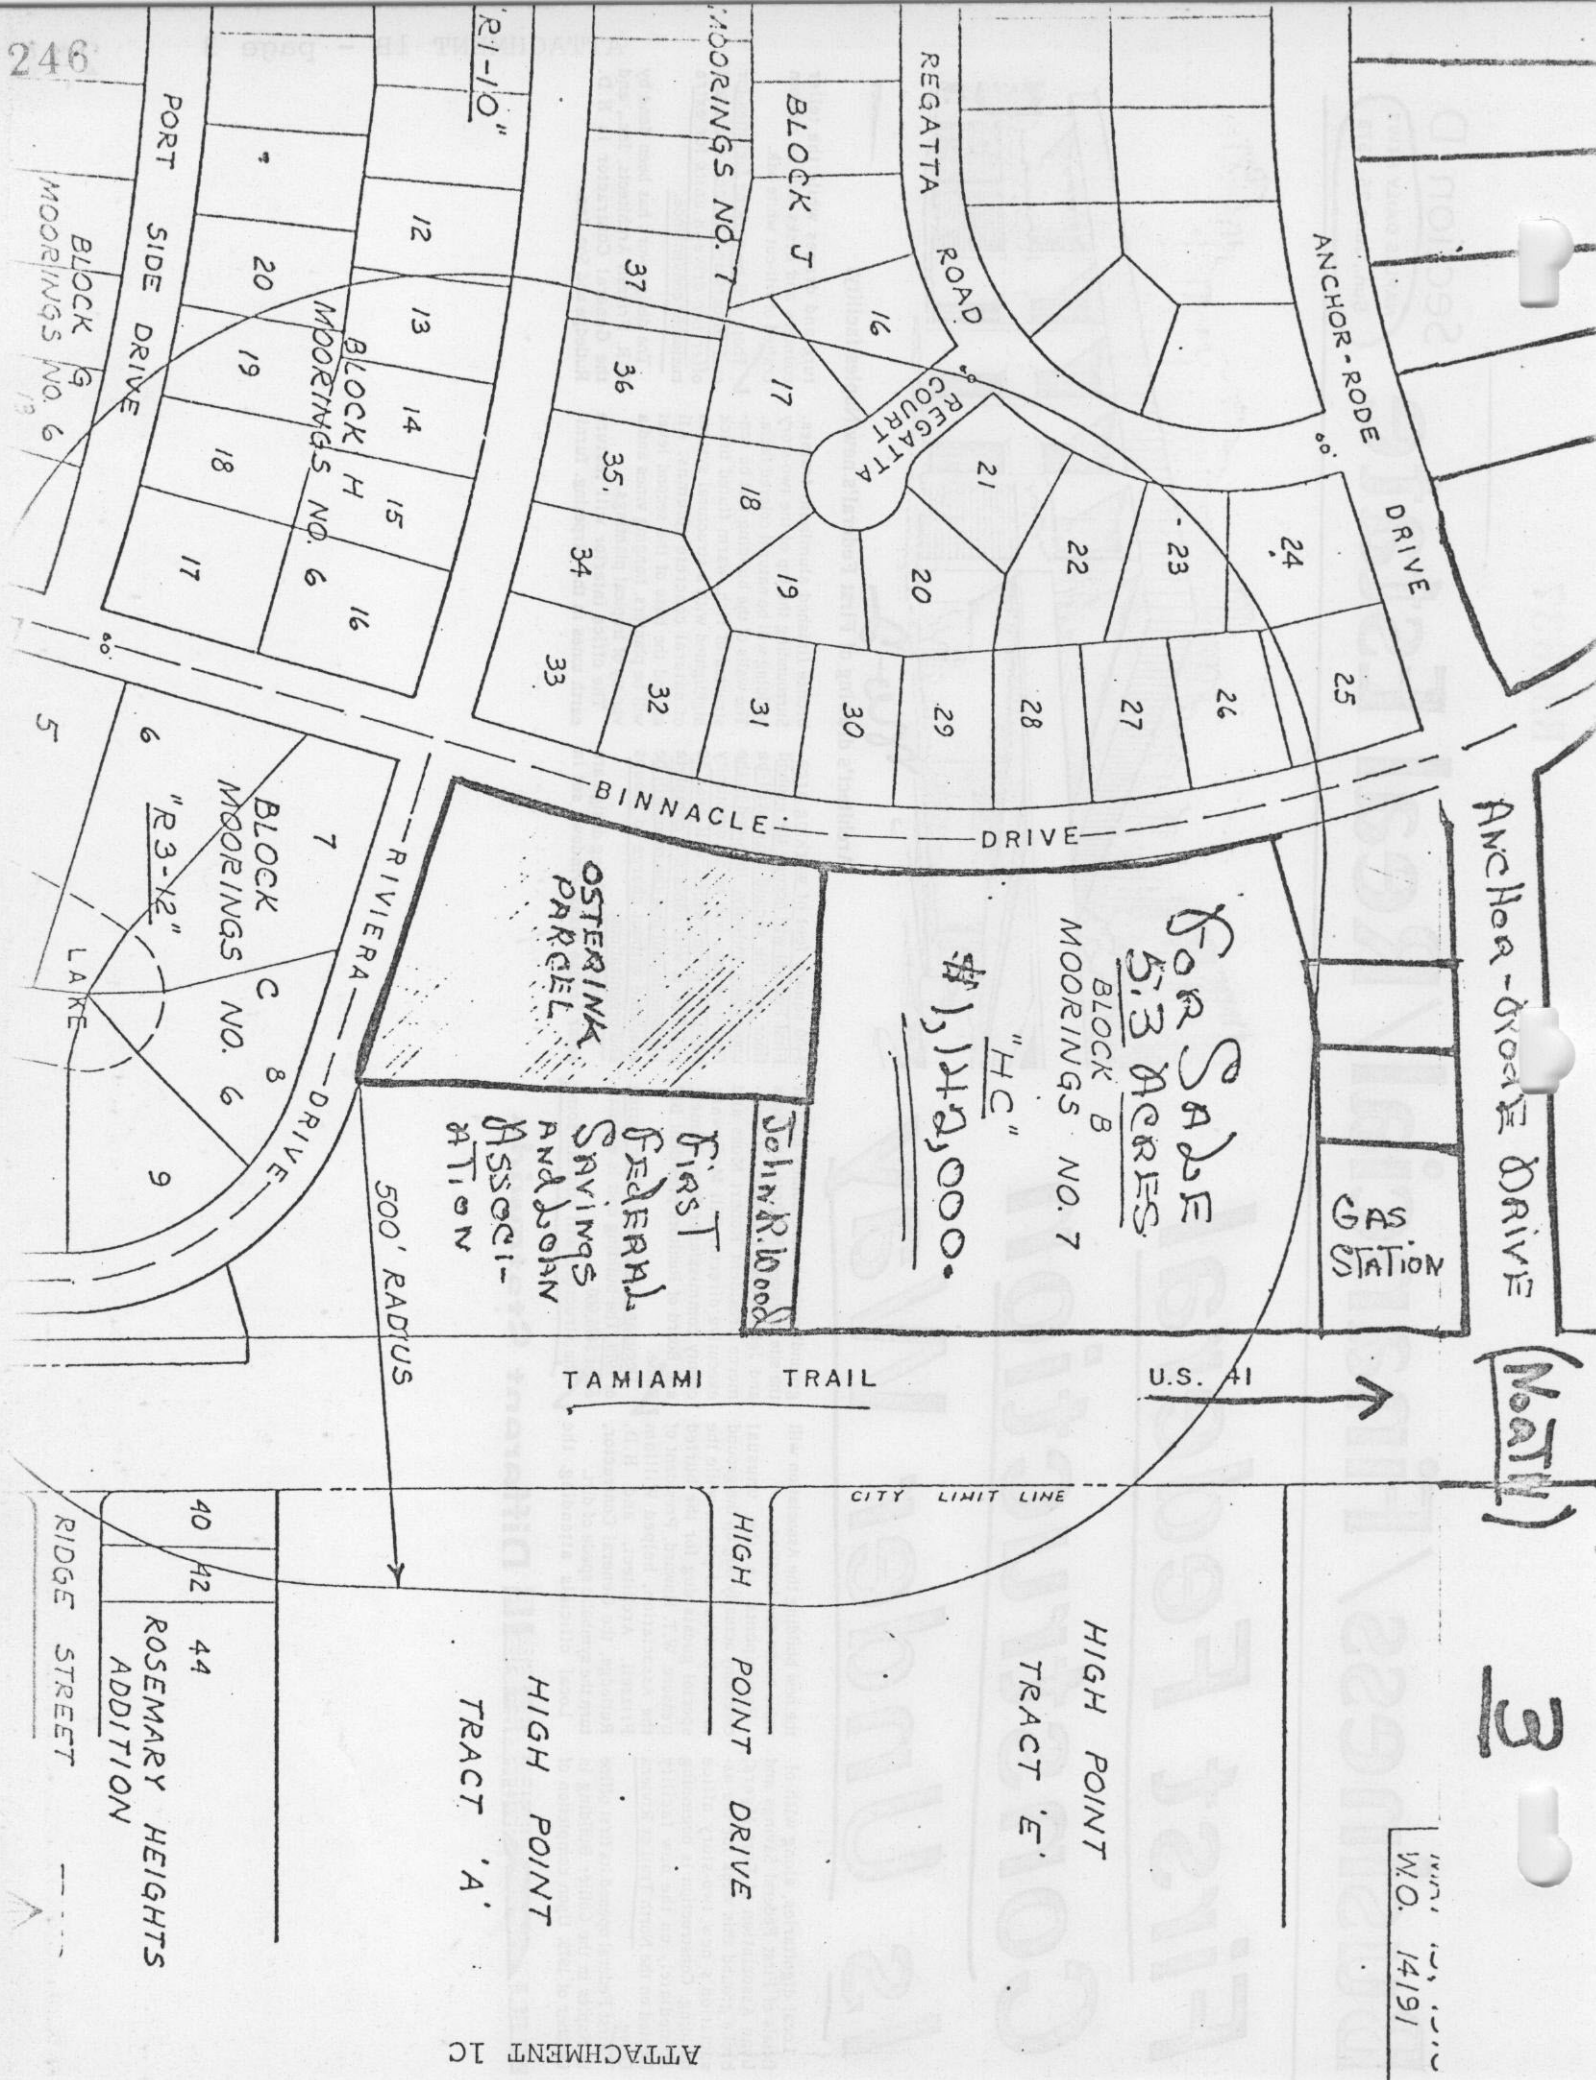 246
ATTACHMENT 1C
3
W.O. 14191
ANCHOR-RODE DRIVE
(NORTH)
ANCHOR-RODE DRIVE
REGATTA ROAD
REGATTA
COURT
"R1-10"
MOORINGS NO. 7
BLOCK J
16
17
18
19
20
21
22
23
24
25
26
27
28
29
30
31
32
33
34
35
36
37
PORT SIDE DRIVE
BLOCK G
MOORINGS NO. 6
BLOCK H
MOORINGS NO. 6
12
13
14
15
16
17
18
19
20
BINNACLE DRIVE
RIVIERA DRIVE
5
6
7
8
9
BLOCK C
MOORINGS NO. 6
"R3-12"
LAKE
OSTERINK
PARCEL
FOR SALE
5.3 ACRES
BLOCK B
MOORINGS NO. 7
"HC"
$1,142,000.
GAS
STATION
John R. Wood
FIRST
FEDERAL
SAVINGS
AND LOAN
ASSOCI-
ATION
500' RADIUS
TAMIAMI TRAIL
U.S. 41
CITY LIMIT LINE
HIGH POINT DRIVE
HIGH POINT
TRACT 'E'
HIGH POINT
TRACT 'A'
40
42
44
ROSEMARY HEIGHTS
ADDITION
RIDGE STREET